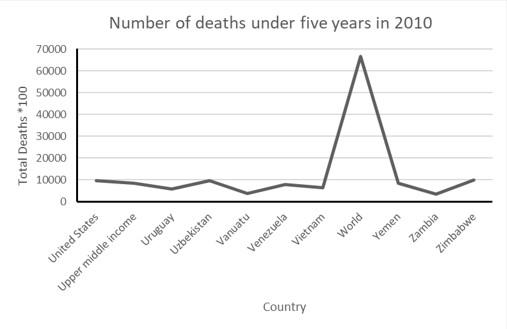 Number of deaths under five years in 2010
Total Deaths *100
70000
60000
50000
40000
30000
20000
10000
0
United States
Upper middle income
Uruguay
Uzbekistan
Vanuatu
Venezuela
Vietnam
World
Yemen
Zambia
Zimbabwe
Country